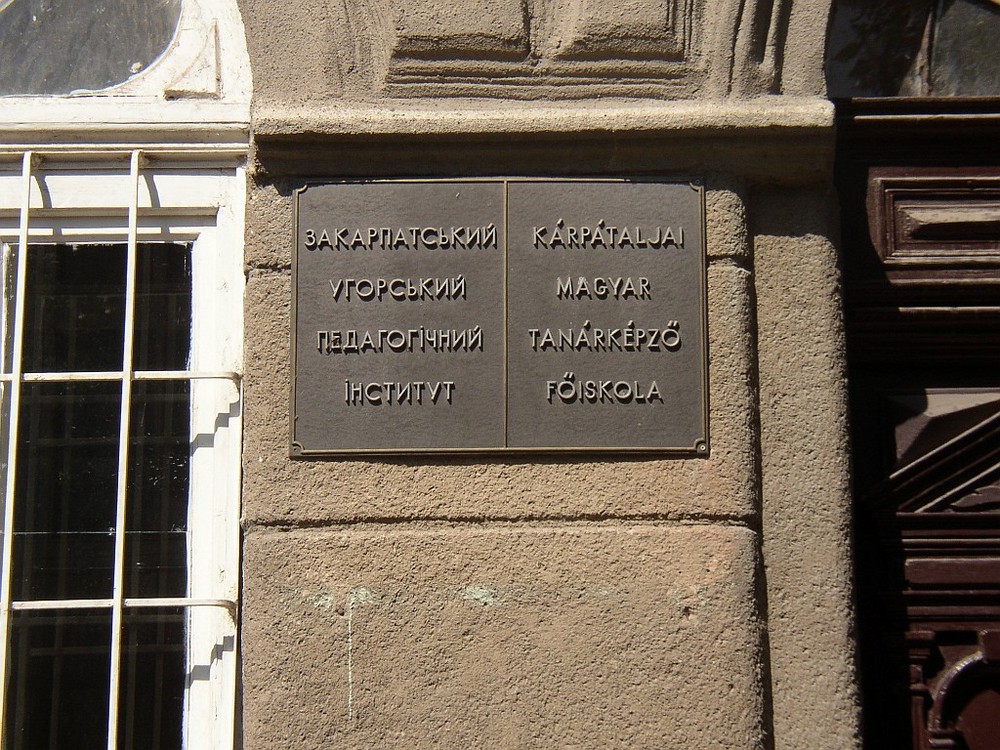 ЗАКАРПАТСЬКИЙ
УГОРСЬКИЙ
ПЕДАГОГІЧНИЙ
ІНСТИТУТ
KÁRPÁTALJAI
MAGYAR
TANÁRKÉPZŐ
FŐISKOLA